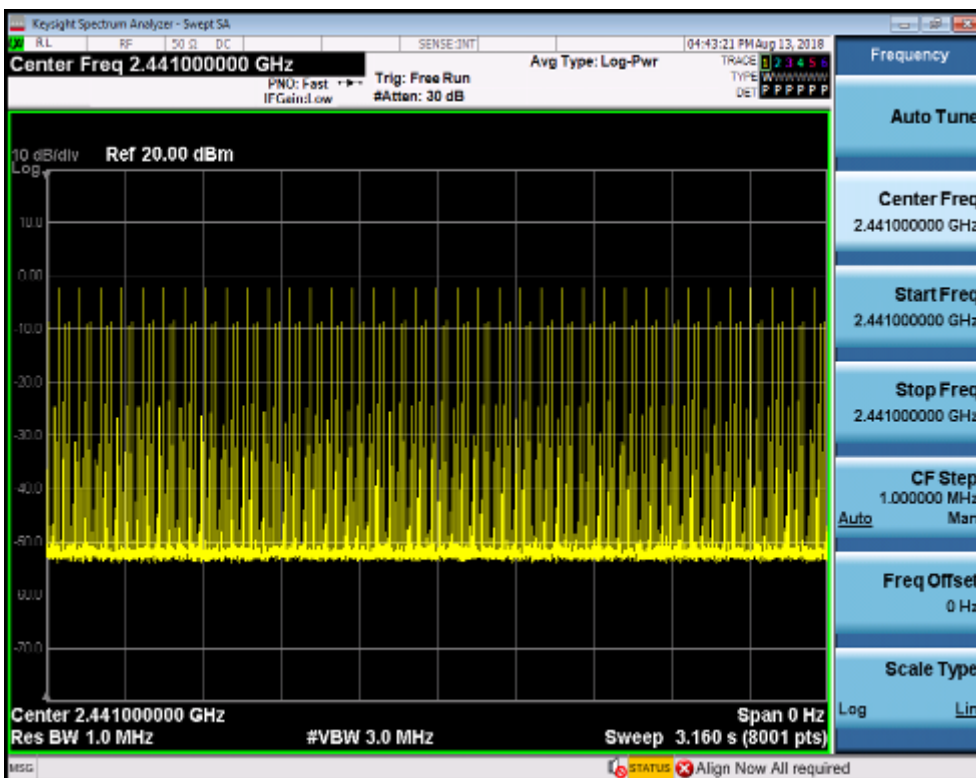 Keysight Spectrum Analyzer - Swept SA
RL RF 50 Ω DC SENSE:INT 04:43:21 PM Aug 13, 2018
Center Freq 2.441000000 GHz
PNO: Fast
IFGain:Low
Trig: Free Run
#Atten: 30 dB
Avg Type: Log-Pwr
TRACE 1 2 3 4 5 6
TYPE WWWWWW
DET P P P P P P
10 dB/div Ref 20.00 dBm
Log
10.0
0.00
-10.0
-20.0
-30.0
-40.0
-50.0
-60.0
-70.0
Center 2.441000000 GHz Span 0 Hz
Res BW 1.0 MHz #VBW 3.0 MHz Sweep 3.160 s (8001 pts)
MSG STATUS Align Now All required
Frequency
Auto Tune
Center Freq
2.441000000 GHz
Start Freq
2.441000000 GHz
Stop Freq
2.441000000 GHz
CF Step
1.000000 MHz
Auto Man
Freq Offset
0 Hz
Scale Type
Log Lin